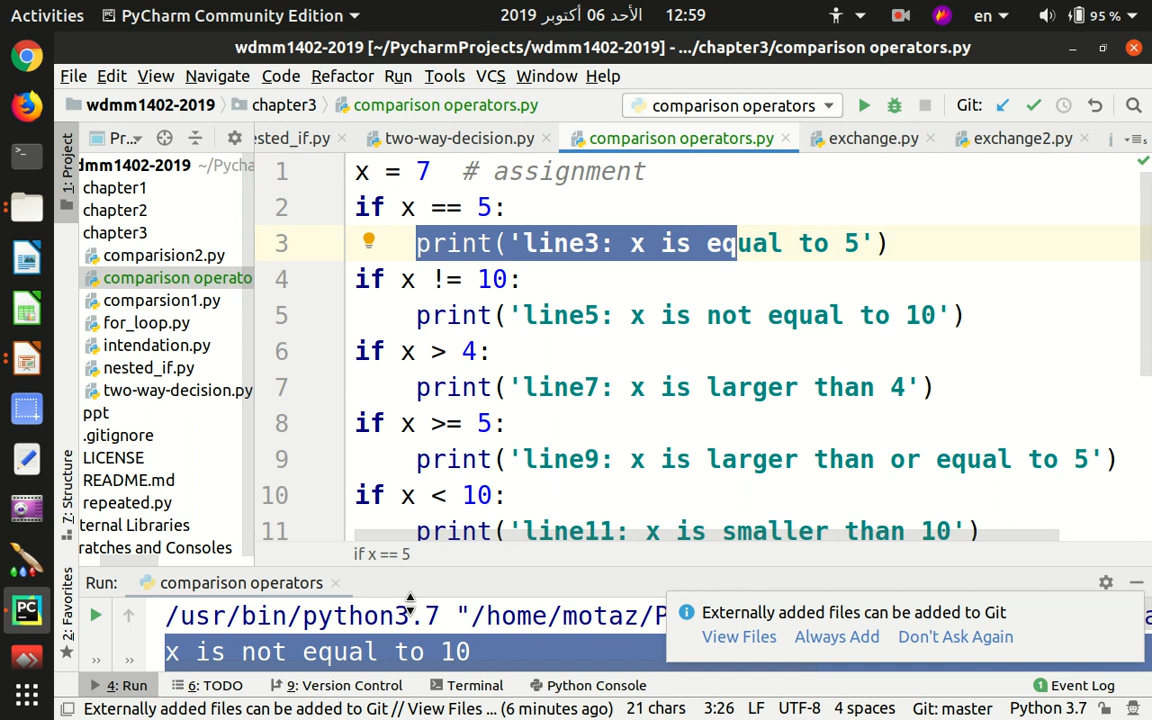 Activities PyCharm Community Edition الأحد 06 أكتوبر 2019 12:59 en 95 %
wdmm1402-2019 [~/PycharmProjects/wdmm1402-2019] - .../chapter3/comparison operators.py
File Edit View Navigate Code Refactor Run Tools VCS Window Help
wdmm1402-2019 chapter3 comparison operators.py comparison operators Git:
1: Project
Pr... ested_if.py two-way-decision.py comparison operators.py exchange.py exchange2.py
dmm1402-2019 ~/Pycha
chapter1
chapter2
chapter3
comparision2.py
comparison operato
comparsion1.py
for_loop.py
intendation.py
nested_if.py
two-way-decision.py
ppt
.gitignore
LICENSE
README.md
repeated.py
ternal Libraries
ratches and Consoles
1 x = 7 # assignment
2 if x == 5:
3 print('line3: x is equal to 5')
4 if x != 10:
5 print('line5: x is not equal to 10')
6 if x > 4:
7 print('line7: x is larger than 4')
8 if x >= 5:
9 print('line9: x is larger than or equal to 5')
10 if x < 10:
11 print('line11: x is smaller than 10')
if x == 5
7: Structure
2: Favorites
Run: comparison operators
/usr/bin/python3.7 "/home/motaz/P
x is not equal to 10
Externally added files can be added to Git
View Files Always Add Don't Ask Again
4: Run 6: TODO 9: Version Control Terminal Python Console 1 Event Log
Externally added files can be added to Git // View Files ... (6 minutes ago) 21 chars 3:26 LF UTF-8 4 spaces Git: master Python 3.7